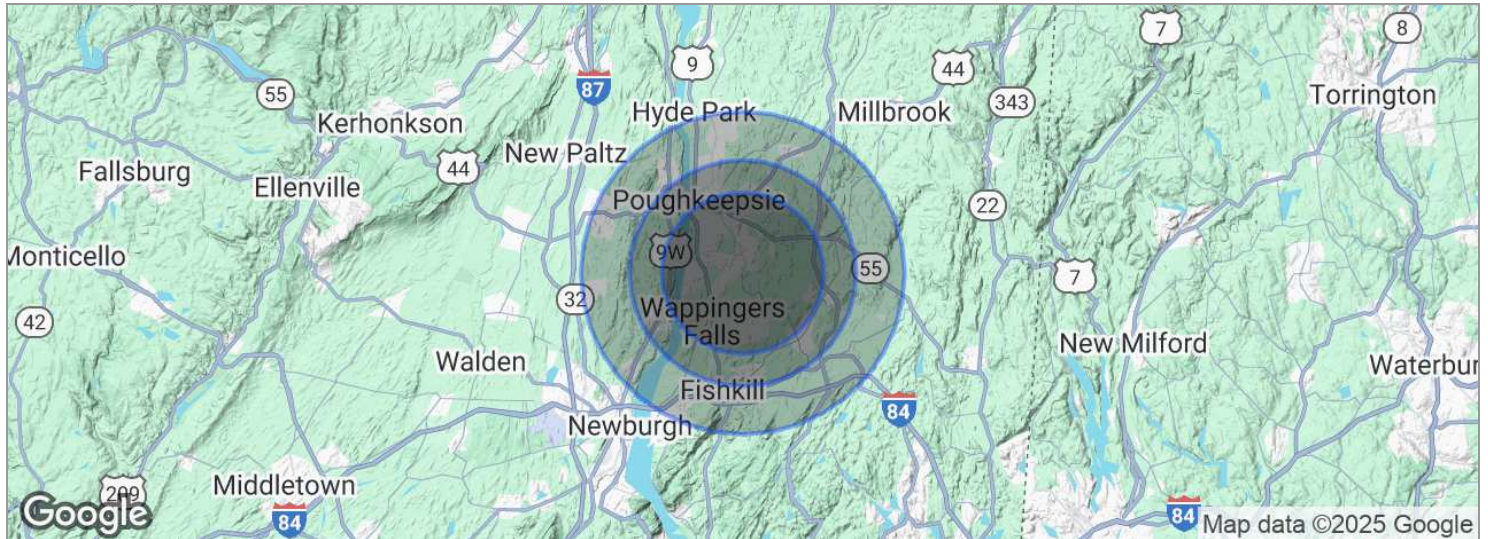 7
8
9
44
55
87
343
Torrington
Hyde Park
Millbrook
Kerhonkson
New Paltz
44
Fallsburg
Ellenville
Poughkeepsie
22
Monticello
9W
55
7
32
Wappingers
Falls
42
New Milford
Walden
Waterbur
Fishkill
84
Newburgh
Middletown
209
84
84
Google
Map data ©2025 Google